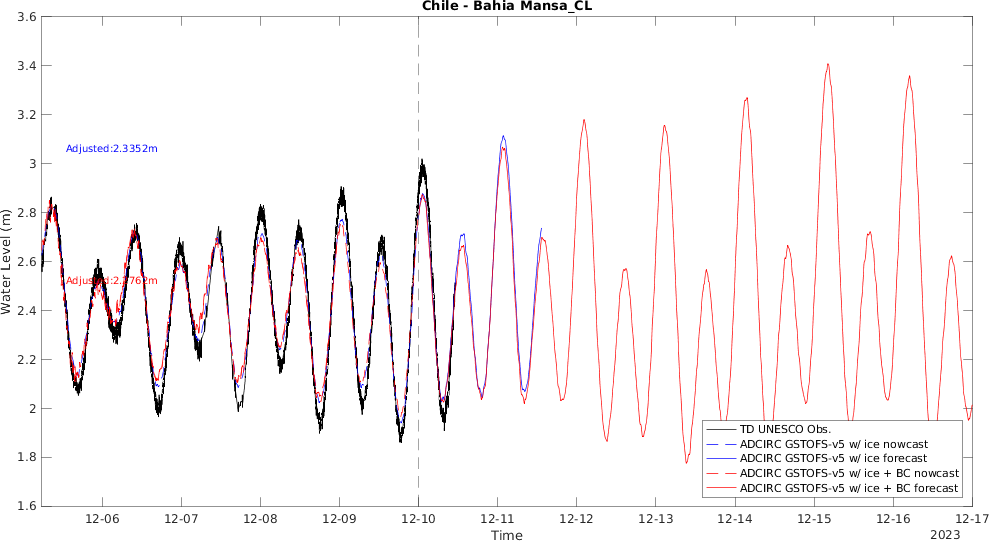 Chile - Bahia Mansa_CL
3.6
3.4
3.2
3
2.8
2.6
2.4
2.2
2
1.8
1.6
Water Level (m)
Adjusted:2.3352m
TD UNESCO Obs.
ADCIRC GSTOFS-v5 w/ ice nowcast
ADCIRC GSTOFS-v5 w/ ice forecast
ADCIRC GSTOFS-v5 w/ ice + BC nowcast
ADCIRC GSTOFS-v5 w/ ice + BC forecast
12-06
12-07
12-08
12-09
12-10
12-11
12-12
12-13
12-14
12-15
12-16
12-17
Time
2023